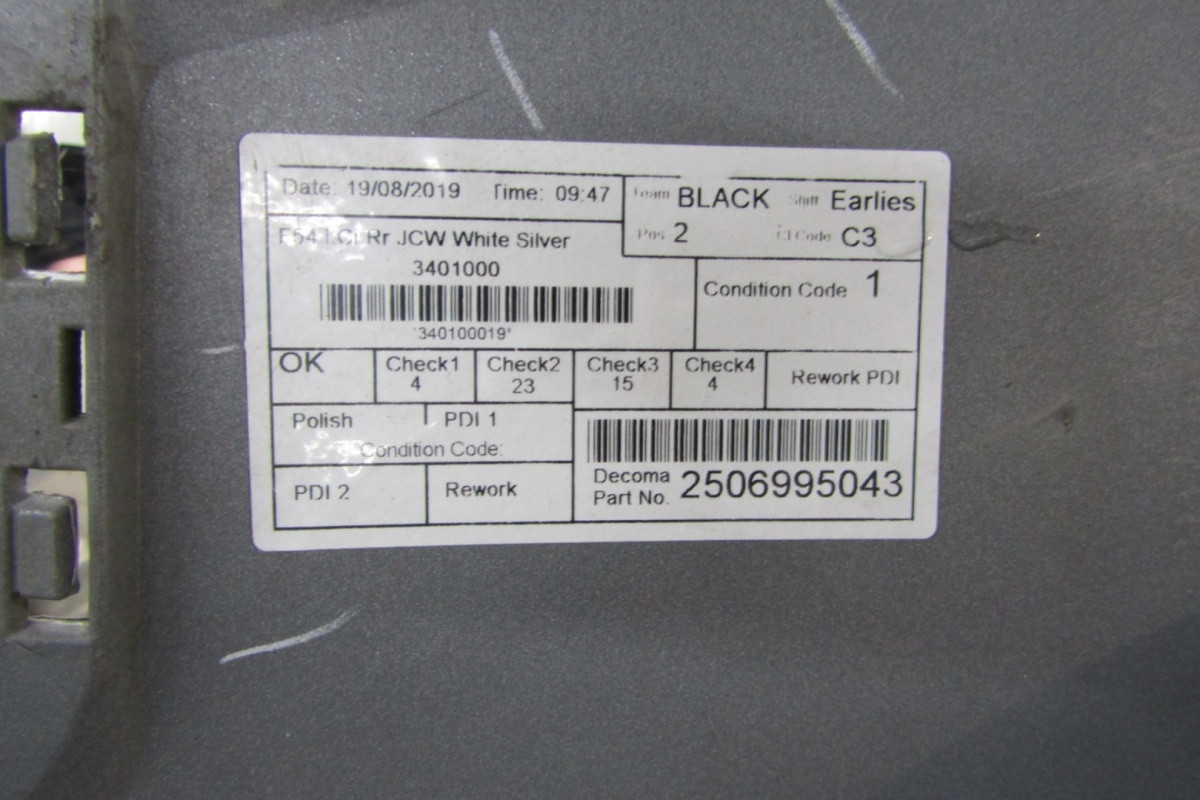 Date: 19/08/2019 Time: 09:47
Team BLACK Shift Earlies
Pos 2 CI Code C3
Rr JCW White Silver
3401000
Condition Code 1
*340100019*
OK Check1 Check2 Check3 Check4 Rework PDI
4 23 15 4
Polish PDI 1
Condition Code:
PDI 2 Rework
Decoma
Part No. 2506995043